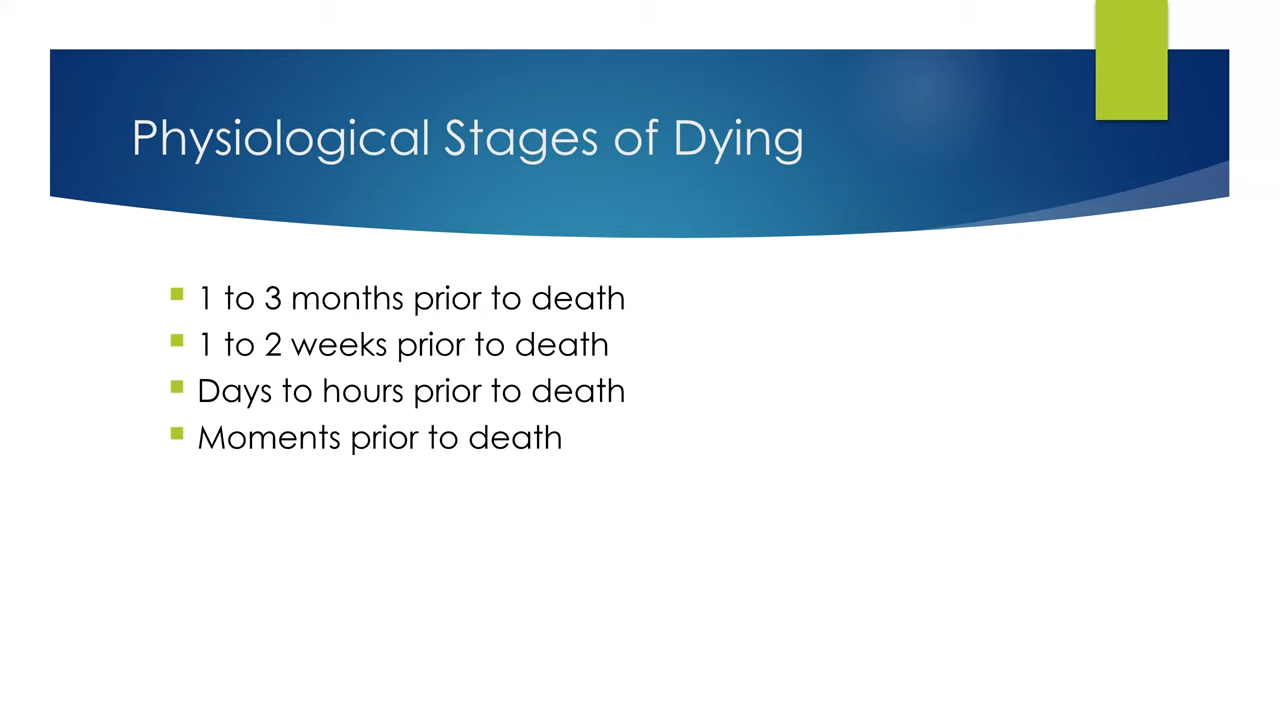 Physiological Stages of Dying
1 to 3 months prior to death
1 to 2 weeks prior to death
Days to hours prior to death
Moments prior to death